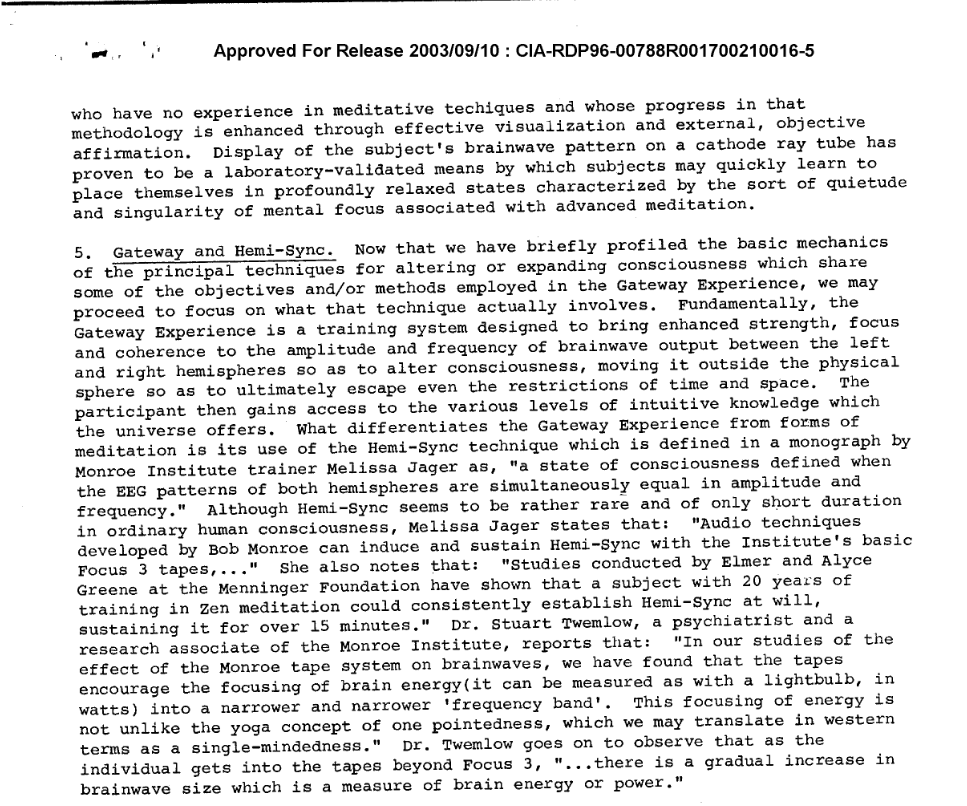 Approved For Release 2003/09/10 : CIA-RDP96-00788R001700210016-5
who have no experience in meditative techiques and whose progress in that
methodology is enhanced through effective visualization and external, objective
affirmation. Display of the subject's brainwave pattern on a cathode ray tube has
proven to be a laboratory-validated means by which subjects may quickly learn to
place themselves in profoundly relaxed states characterized by the sort of quietude
and singularity of mental focus associated with advanced meditation.
5. Gateway and Hemi-Sync. Now that we have briefly profiled the basic mechanics
of the principal techniques for altering or expanding consciousness which share
some of the objectives and/or methods employed in the Gateway Experience, we may
proceed to focus on what that technique actually involves. Fundamentally, the
Gateway Experience is a training system designed to bring enhanced strength, focus
and coherence to the amplitude and frequency of brainwave output between the left
and right hemispheres so as to alter consciousness, moving it outside the physical
sphere so as to ultimately escape even the restrictions of time and space. The
participant then gains access to the various levels of intuitive knowledge which
the universe offers. What differentiates the Gateway Experience from forms of
meditation is its use of the Hemi-Sync technique which is defined in a monograph by
Monroe Institute trainer Melissa Jager as, "a state of consciousness defined when
the EEG patterns of both hemispheres are simultaneously equal in amplitude and
frequency." Although Hemi-Sync seems to be rather rare and of only short duration
in ordinary human consciousness, Melissa Jager states that: "Audio techniques
developed by Bob Monroe can induce and sustain Hemi-Sync with the Institute's basic
Focus 3 tapes,..." She also notes that: "Studies conducted by Elmer and Alyce
Greene at the Menninger Foundation have shown that a subject with 20 years of
training in Zen meditation could consistently establish Hemi-Sync at will,
sustaining it for over 15 minutes." Dr. Stuart Twemlow, a psychiatrist and a
research associate of the Monroe Institute, reports that: "In our studies of the
effect of the Monroe tape system on brainwaves, we have found that the tapes
encourage the focusing of brain energy(it can be measured as with a lightbulb, in
watts) into a narrower and narrower 'frequency band'. This focusing of energy is
not unlike the yoga concept of one pointedness, which we may translate in western
terms as a single-mindedness." Dr. Twemlow goes on to observe that as the
individual gets into the tapes beyond Focus 3, "...there is a gradual increase in
brainwave size which is a measure of brain energy or power."